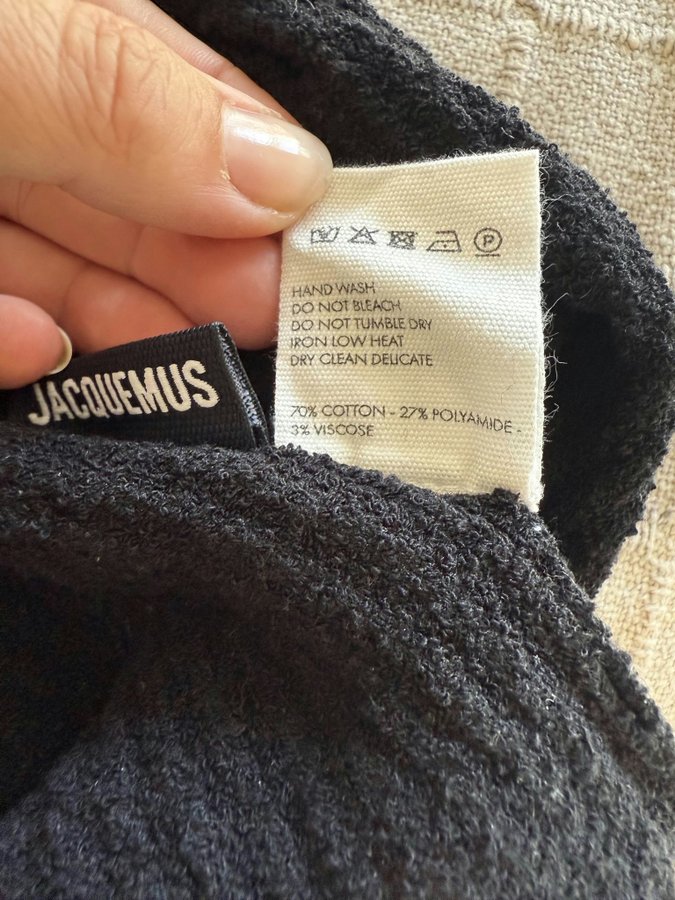 P
HAND WASH
DO NOT BLEACH
DO NOT TUMBLE DRY
IRON LOW HEAT
DRY CLEAN DELICATE
70% COTTON - 27% POLYAMIDE -
3% VISCOSE
JACQUEMUS